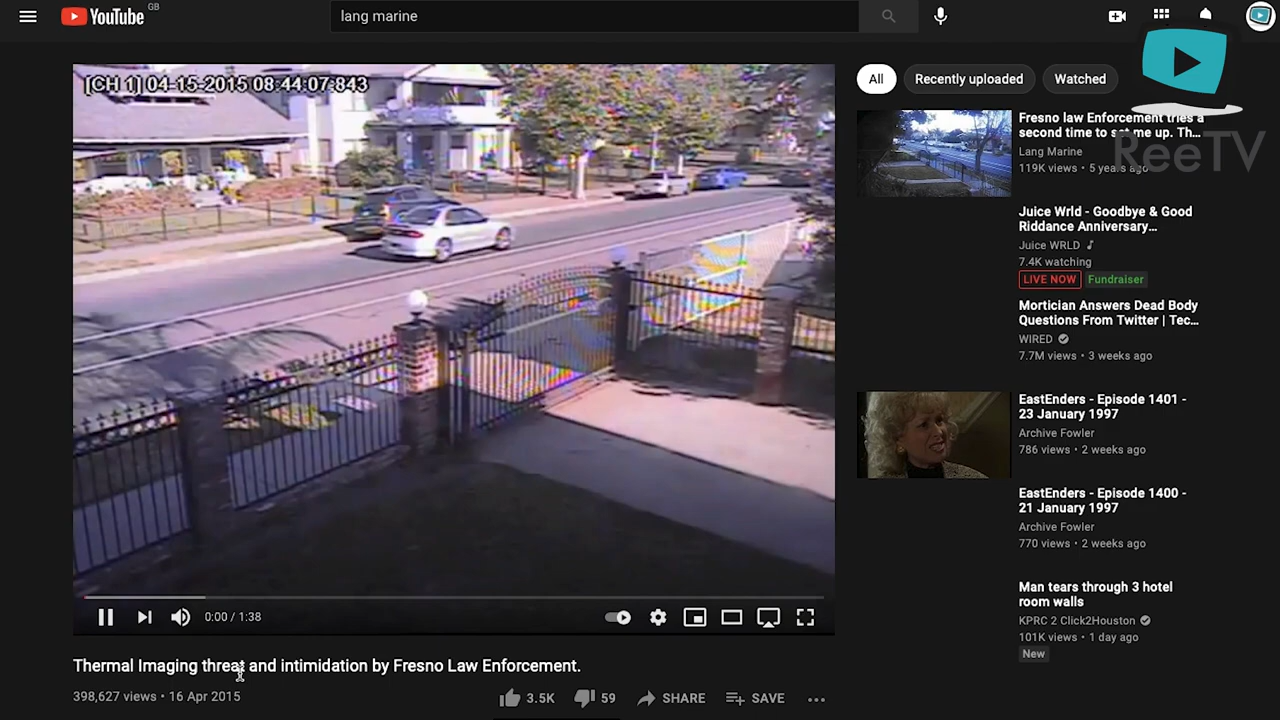 YouTube GB
lang marine
[CH 1] 04-15-2015 08:44:07.843
All
Recently uploaded
Watched
ReeTV
Fresno law Enforcement tries a
second time to set me up. Th...
Lang Marine
119K views • 5 years ago
Juice Wrld - Goodbye & Good
Riddance Anniversary...
Juice WRLD
7.4K watching
LIVE NOW
Fundraiser
Mortician Answers Dead Body
Questions From Twitter | Tec...
WIRED
7.7M views • 3 weeks ago
EastEnders - Episode 1401 -
23 January 1997
Archive Fowler
786 views • 2 weeks ago
EastEnders - Episode 1400 -
21 January 1997
Archive Fowler
770 views • 2 weeks ago
Man tears through 3 hotel
room walls
KPRC 2 Click2Houston
101K views • 1 day ago
New
0:00 / 1:38
Thermal Imaging threat and intimidation by Fresno Law Enforcement.
398,627 views • 16 Apr 2015
3.5K
59
SHARE
SAVE